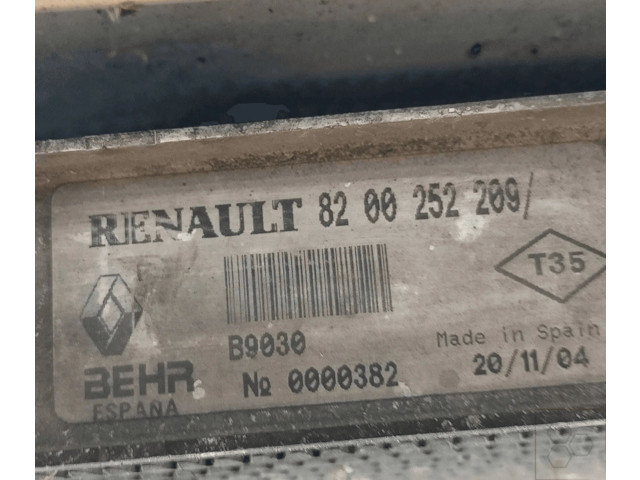 RENAULT 82 00 252 209/
T35
B9030
Made in Spain
BEHR
№ 0000382
20/11/04
ESPAÑA